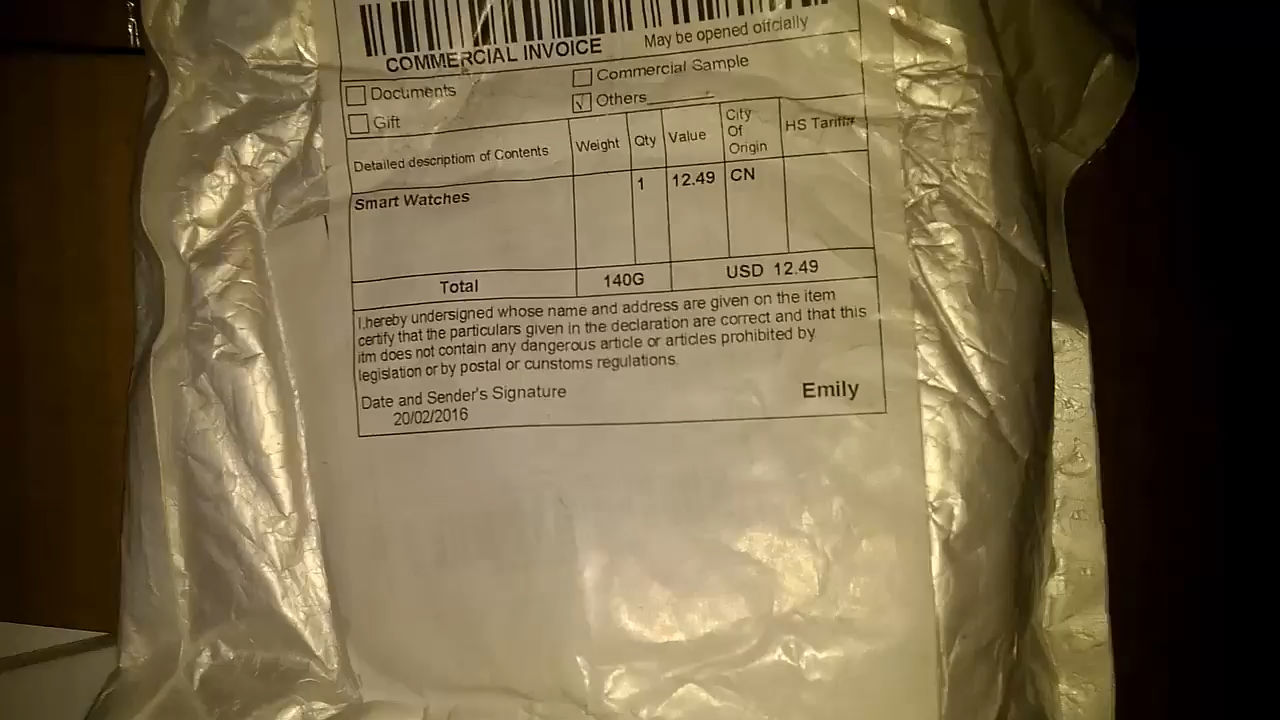 COMMERCIAL INVOICE May be opened offcially
Documents Commercial Sample
Gift Others
Detailed descriptiom of Contents Weight Qty Value City Of Origin HS Tariff#
Smart Watches 1 12.49 CN
Total 140G USD 12.49
I,hereby undersigned whose name and address are given on the item
certify that the particulars given in the declaration are correct and that this
itm does not contain any dangerous article or articles prohibited by
legislation or by postal or cunstoms regulations.
Date and Sender's Signature Emily
20/02/2016